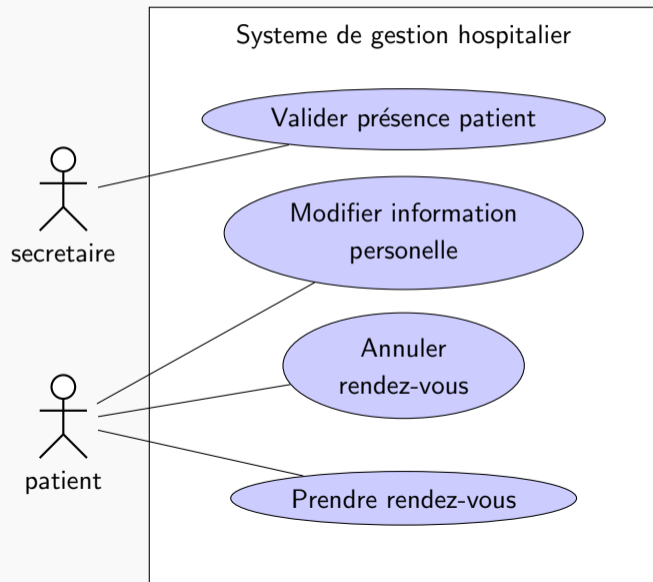 Systeme de gestion hospitalier
Valider présence patient
Modifier information
personelle
secretaire
Annuler
rendez-vous
patient
Prendre rendez-vous